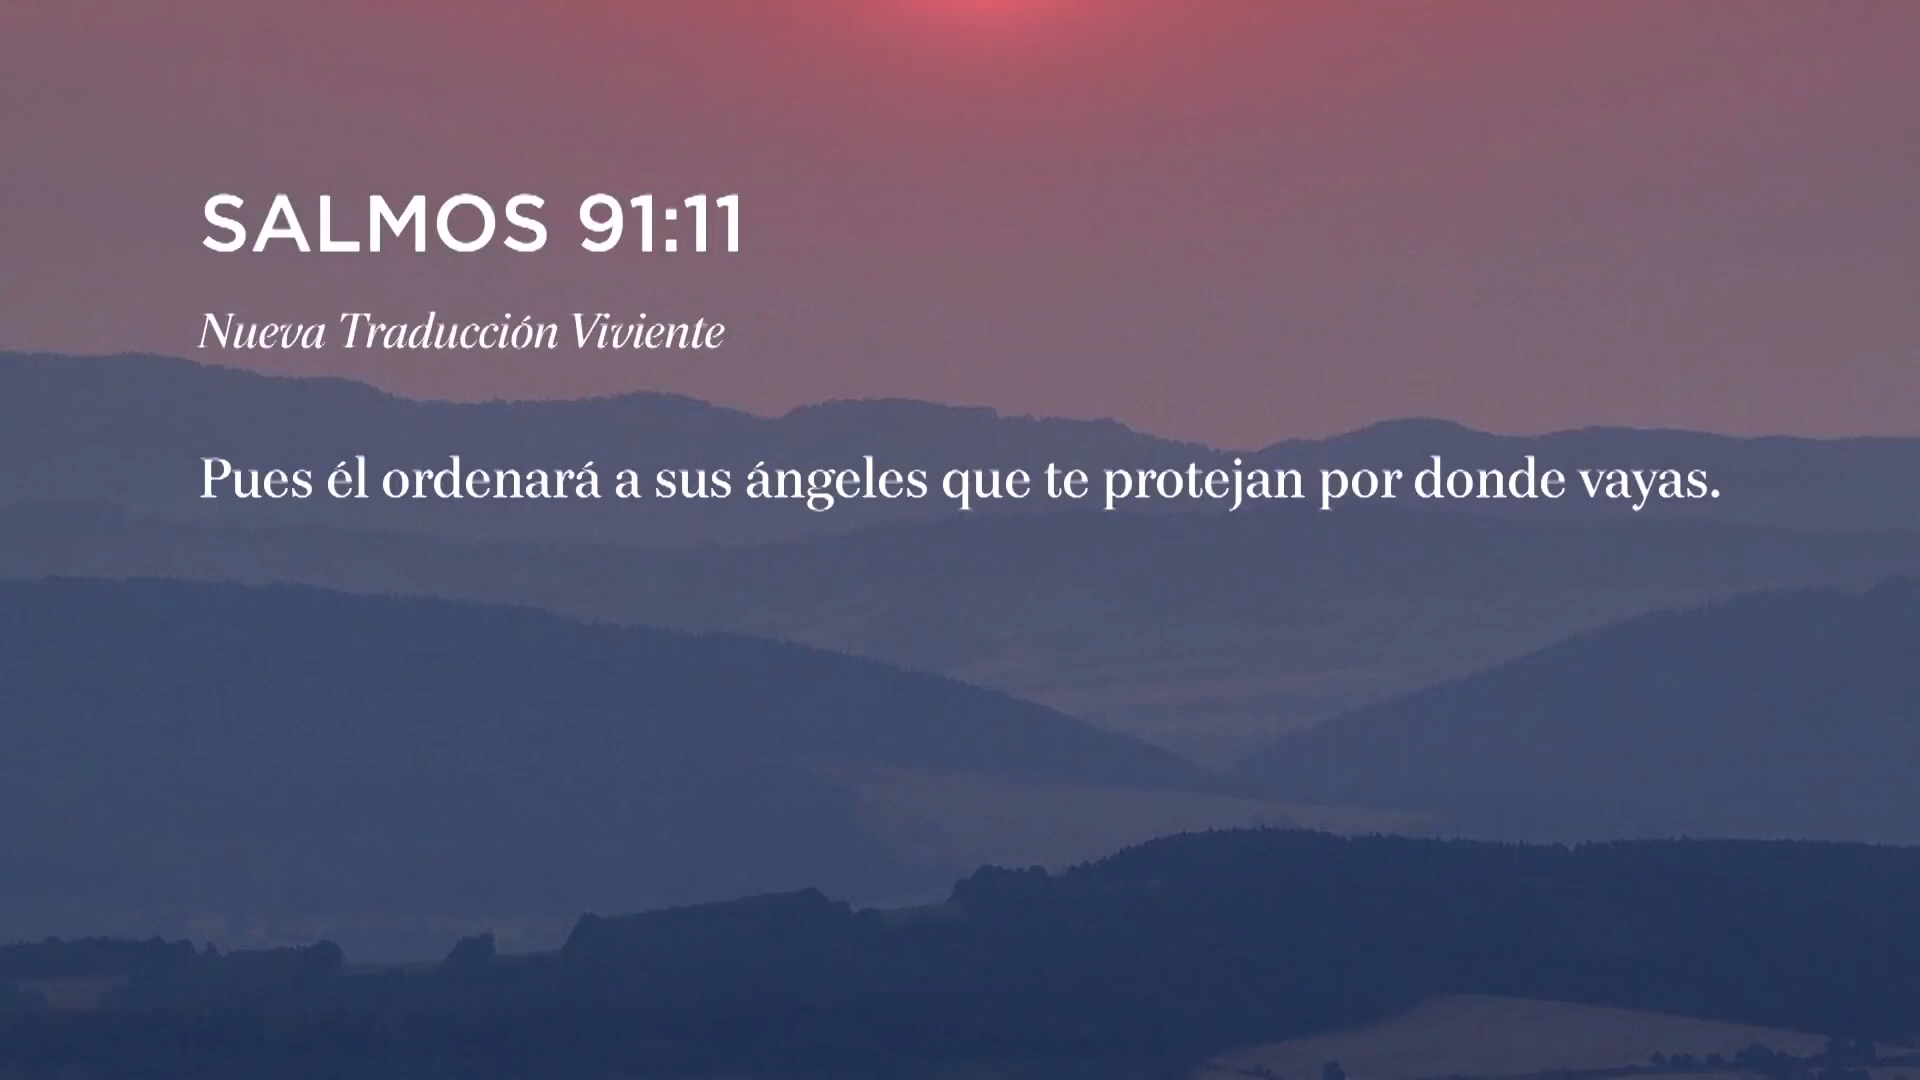 SALMOS 91:11
Nueva Traducción Viviente
Pues él ordenará a sus ángeles que te protejan por donde vayas.